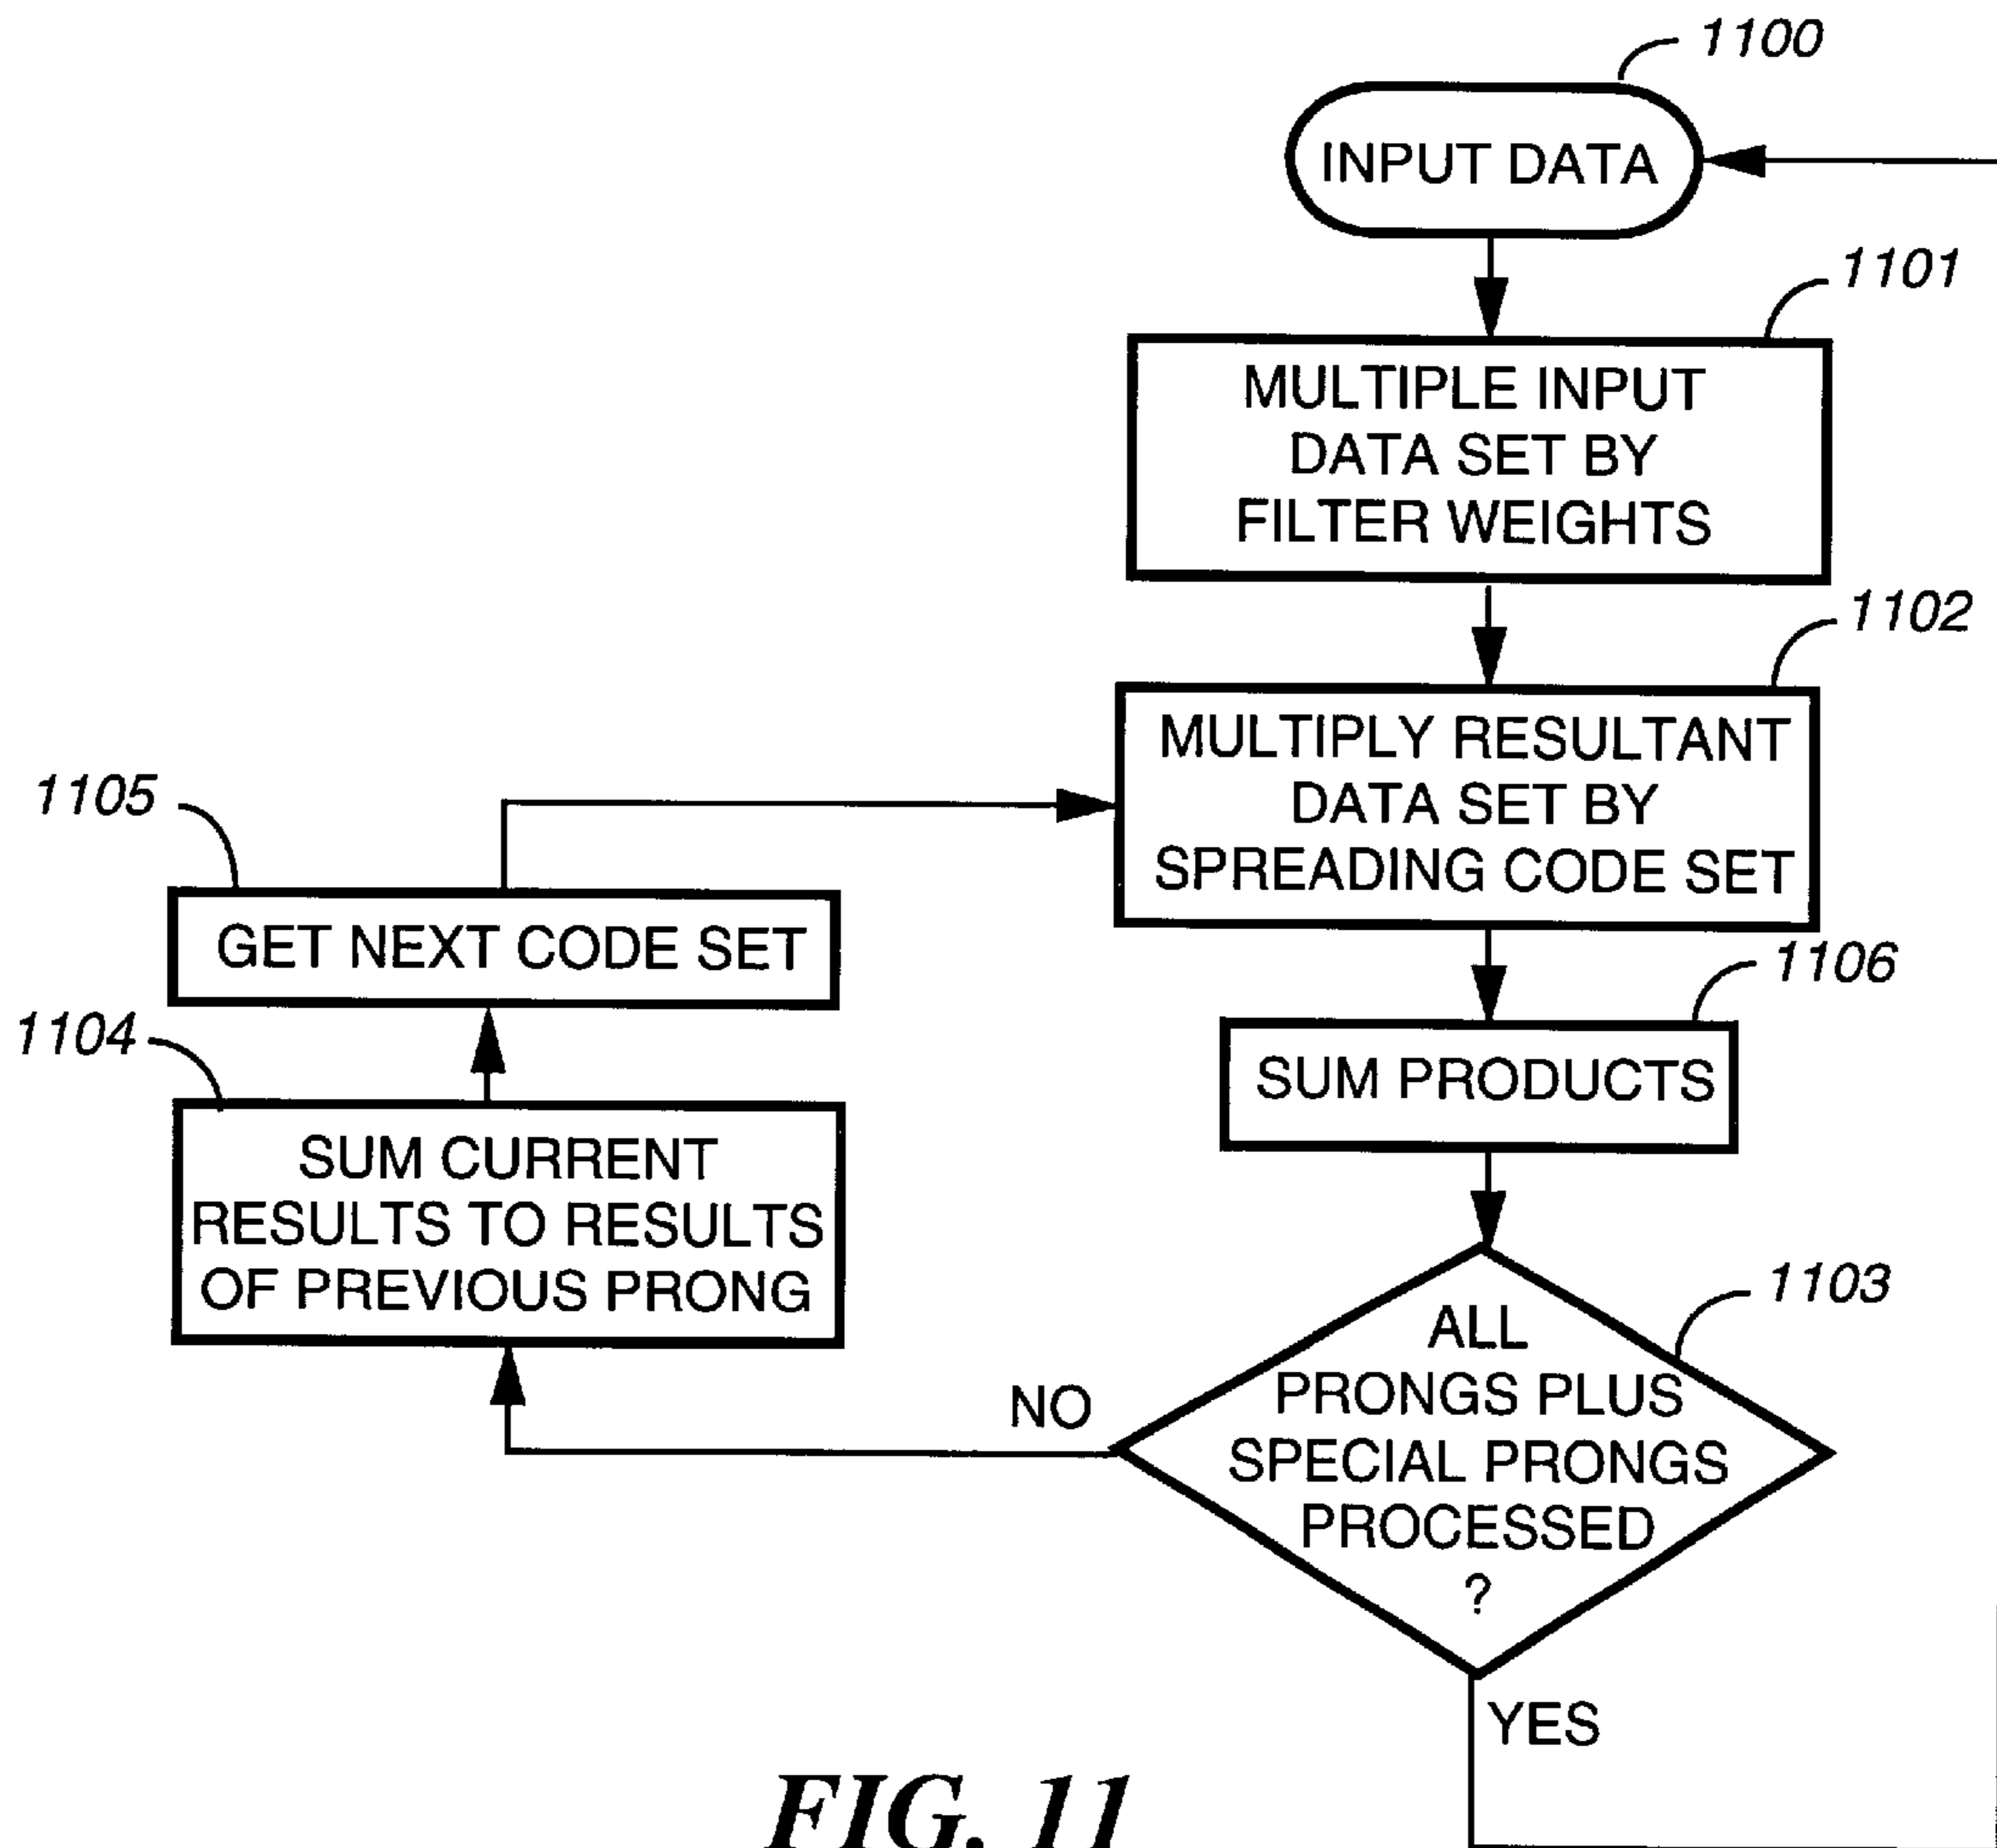 1100
INPUT DATA
1101
MULTIPLE INPUT
DATA SET BY
FILTER WEIGHTS
1102
MULTIPLY RESULTANT
DATA SET BY
SPREADING CODE SET
1105
GET NEXT CODE SET
1106
SUM PRODUCTS
1104
SUM CURRENT
RESULTS TO RESULTS
OF PREVIOUS PRONG
1103
ALL
PRONGS PLUS
SPECIAL PRONGS
PROCESSED
?
NO
YES
FIG. 11